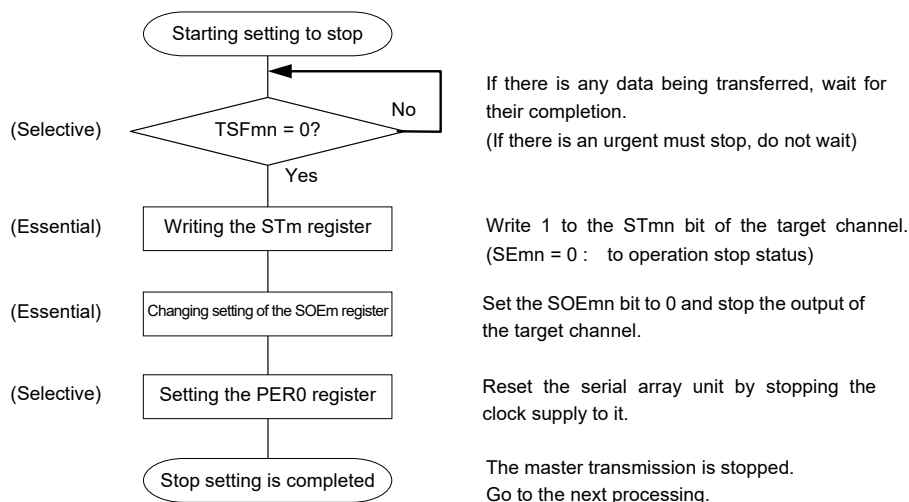 Starting setting to stop
No
If there is any data being transferred, wait for
their completion.
(If there is an urgent must stop, do not wait)
(Selective)
TSFmn = 0?
Yes
(Essential)
Writing the STm register
Write 1 to the STmn bit of the target channel.
(SEmn = 0 : to operation stop status)
(Essential)
Changing setting of the SOEm register
Set the SOEmn bit to 0 and stop the output of
the target channel.
(Selective)
Setting the PER0 register
Reset the serial array unit by stopping the
clock supply to it.
Stop setting is completed
The master transmission is stopped.
Go to the next processing.